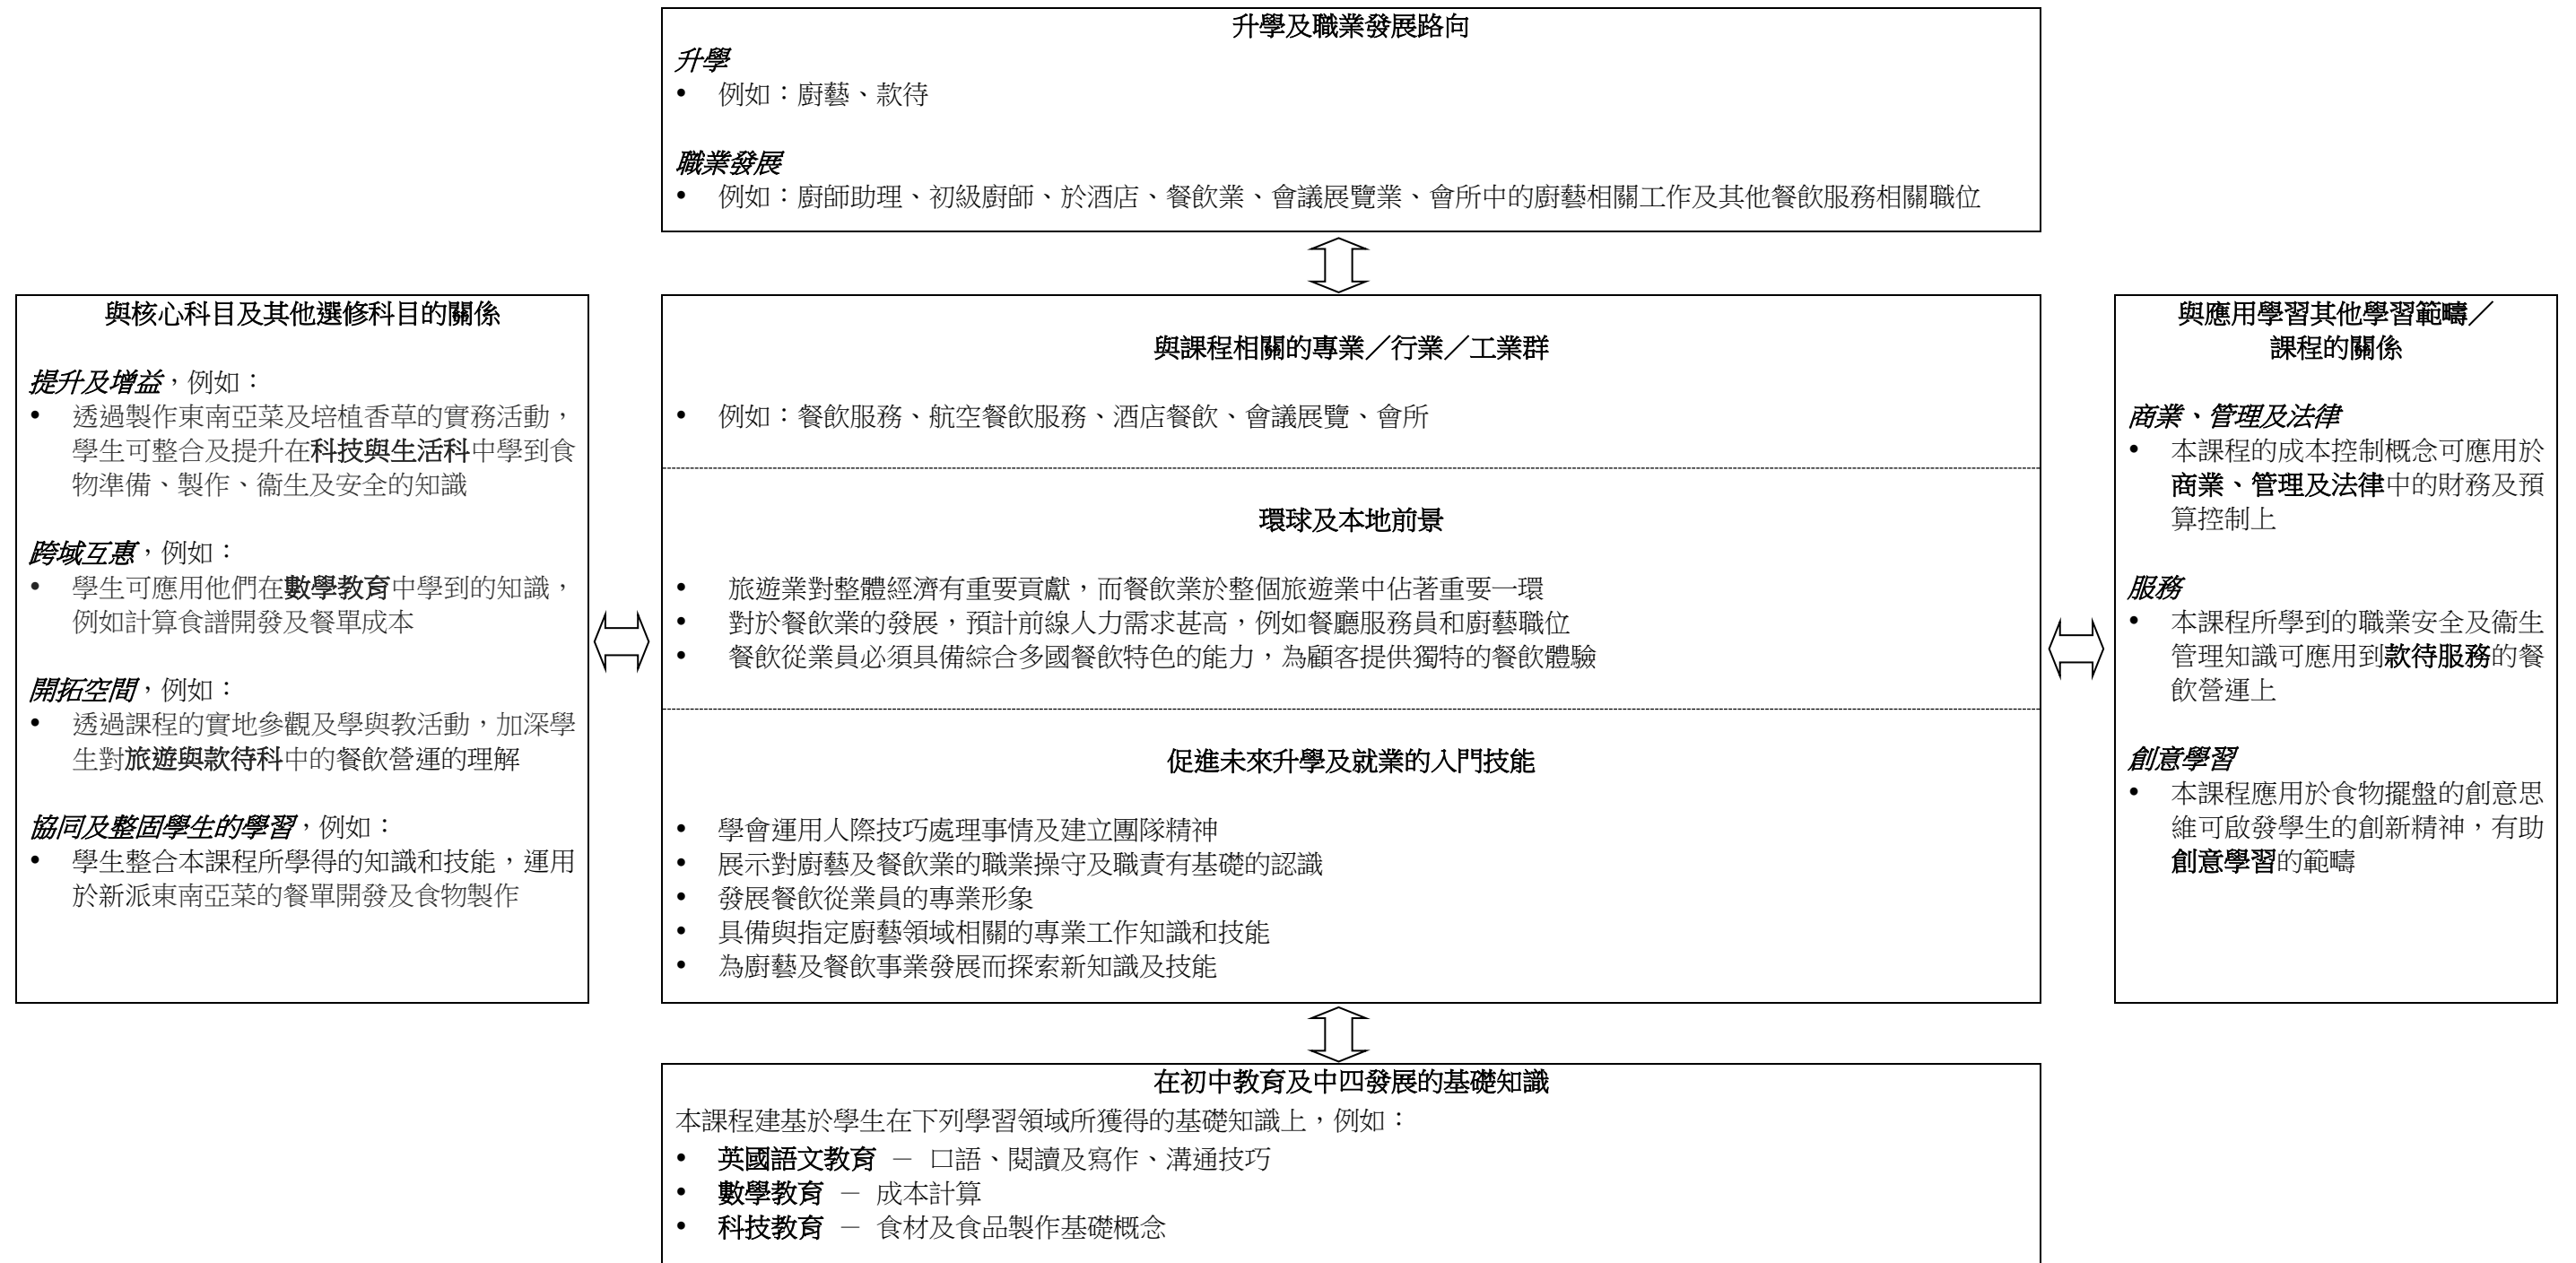 升學及職業發展路向
升學
• 例如：廚藝、款待
職業發展
• 例如：廚師助理、初級廚師、於酒店、餐飲業、會議展覽業、會所中的廚藝相關工作及其他餐飲服務相關職位
與核心科目及其他選修科目的關係
提升及增益，例如：
• 透過製作東南亞菜及培植香草的實務活動，
學生可整合及提升在科技與生活科中學到食
物準備、製作、衞生及安全的知識
跨域互惠，例如：
• 學生可應用他們在數學教育中學到的知識，
例如計算食譜開發及餐單成本
開拓空間，例如：
• 透過課程的實地參觀及學與教活動，加深學
生對旅遊與款待科中的餐飲營運的理解
協同及整固學生的學習，例如：
• 學生整合本課程所學得的知識和技能，運用
於新派東南亞菜的餐單開發及食物製作
與課程相關的專業／行業／工業群
• 例如：餐飲服務、航空餐飲服務、酒店餐飲、會議展覽、會所
環球及本地前景
• 旅遊業對整體經濟有重要貢獻，而餐飲業於整個旅遊業中佔著重要一環
• 對於餐飲業的發展，預計前線人力需求甚高，例如餐廳服務員和廚藝職位
• 餐飲從業員必須具備綜合多國餐飲特色的能力，為顧客提供獨特的餐飲體驗
促進未來升學及就業的入門技能
• 學會運用人際技巧處理事情及建立團隊精神
• 展示對廚藝及餐飲業的職業操守及職責有基礎的認識
• 發展餐飲從業員的專業形象
• 具備與指定廚藝領域相關的專業工作知識和技能
• 為廚藝及餐飲事業發展而探索新知識及技能
與應用學習其他學習範疇／
課程的關係
商業、管理及法律
• 本課程的成本控制概念可應用於
商業、管理及法律中的財務及預
算控制上
服務
• 本課程所學到的職業安全及衞生
管理知識可應用到款待服務的餐
飲營運上
創意學習
• 本課程應用於食物擺盤的創意思
維可啟發學生的創新精神，有助
創意學習的範疇
在初中教育及中四發展的基礎知識
本課程建基於學生在下列學習領域所獲得的基礎知識上，例如：
• 英國語文教育 － 口語、閱讀及寫作、溝通技巧
• 數學教育 － 成本計算
• 科技教育 － 食材及食品製作基礎概念